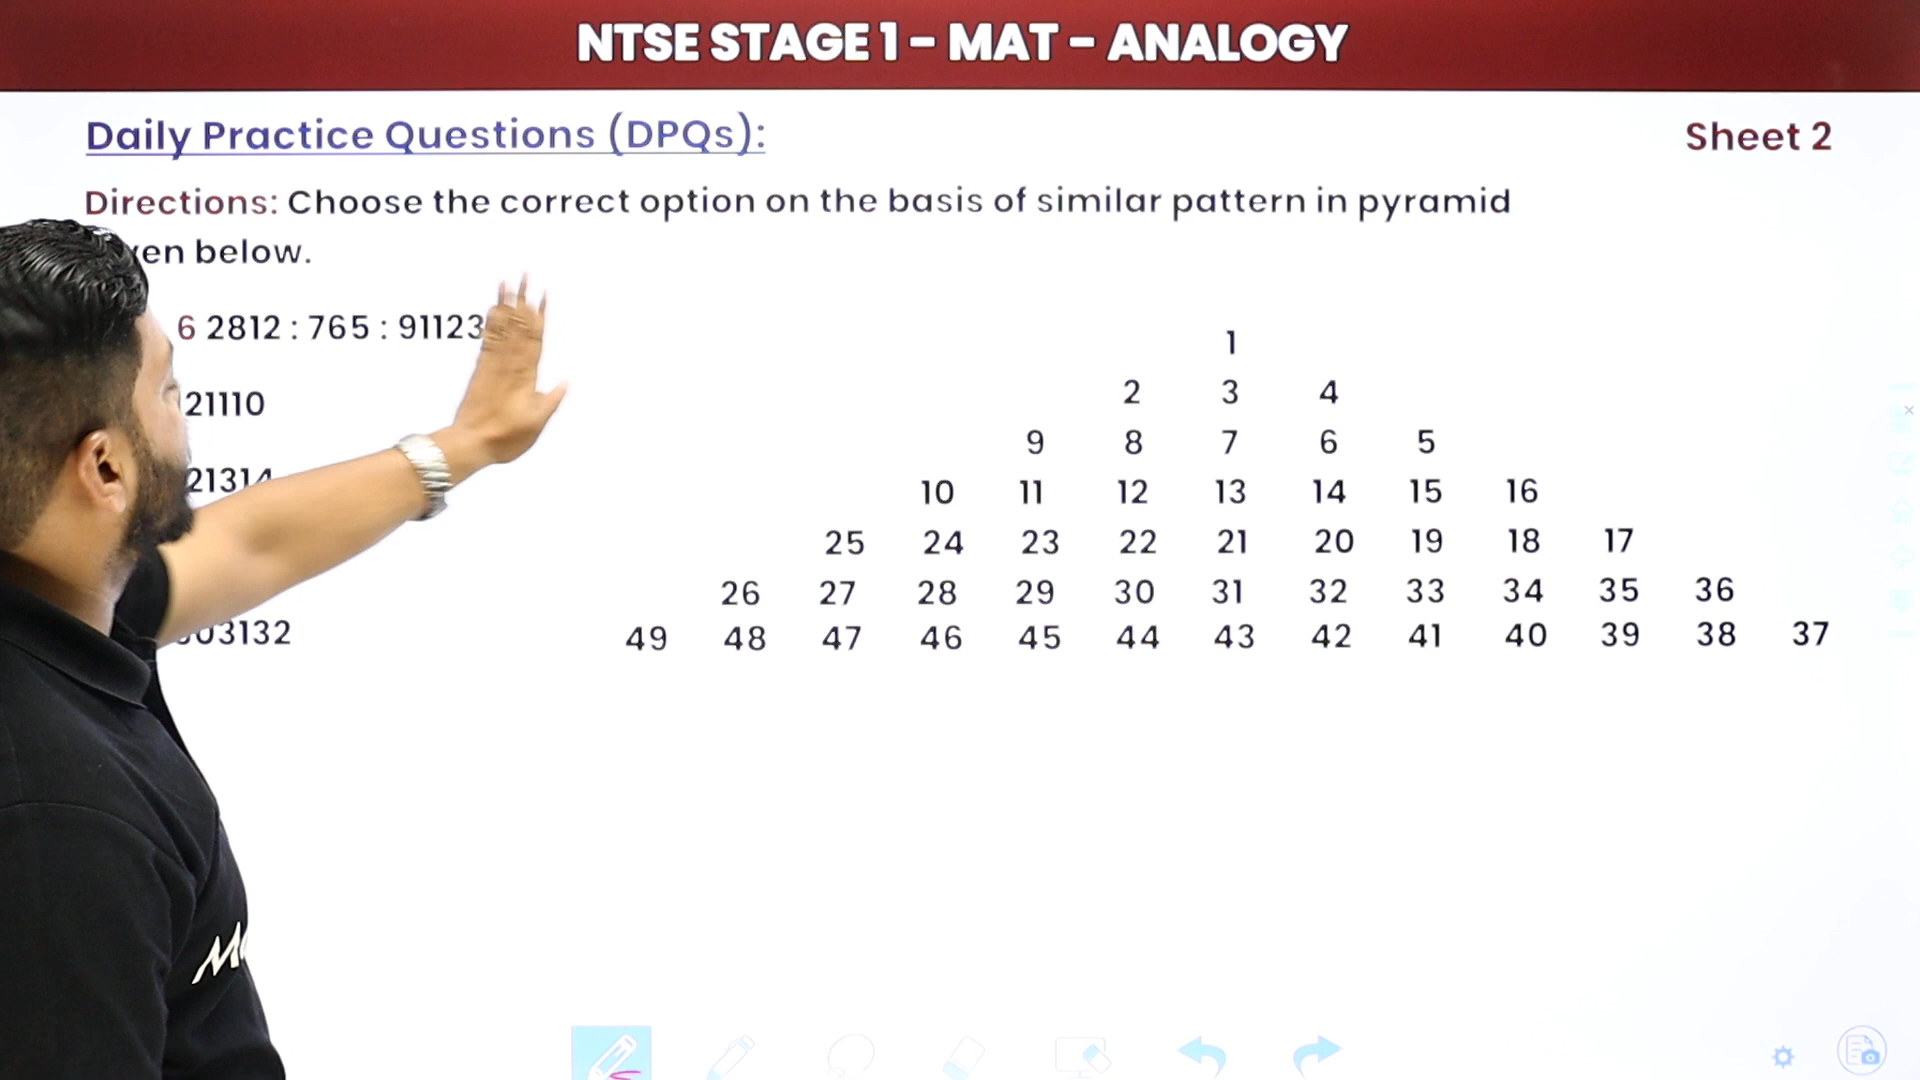 NTSE STAGE 1 - MAT - ANALOGY
Daily Practice Questions (DPQs):
Sheet 2
Directions: Choose the correct option on the basis of similar pattern in pyramid
below.
6 2812 : 765 : 91123
21110
21314
03132
1
2 3 4
9 8 7 6 5
10 11 12 13 14 15 16
25 24 23 22 21 20 19 18 17
26 27 28 29 30 31 32 33 34 35 36
49 48 47 46 45 44 43 42 41 40 39 38 37